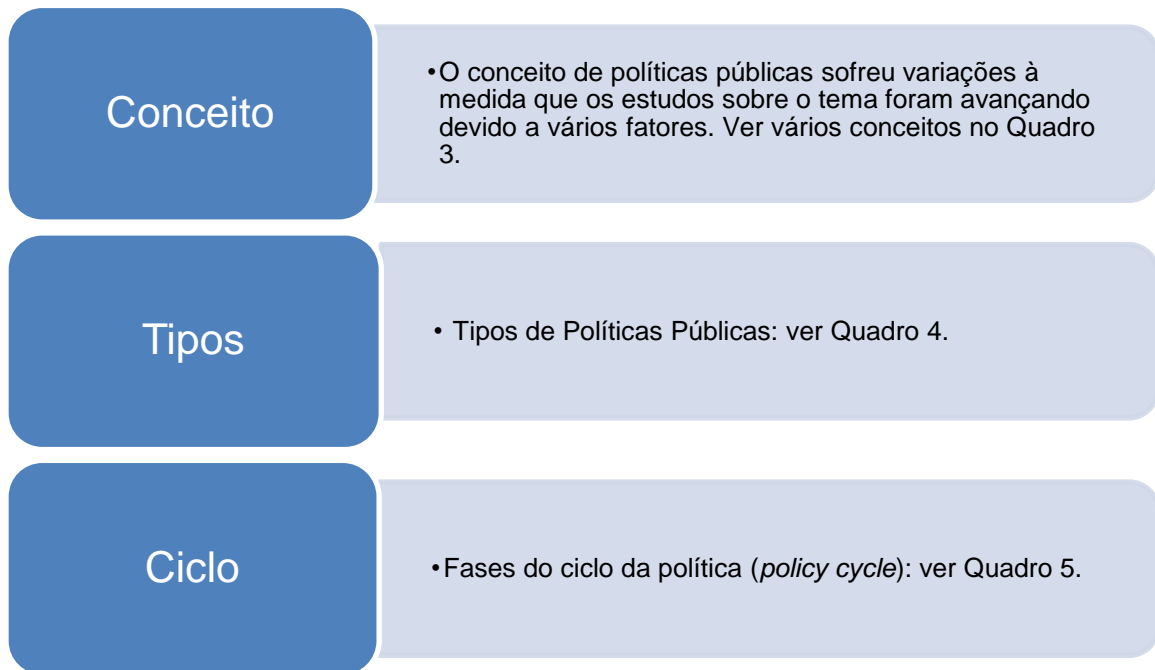 Conceito
•O conceito de políticas públicas sofreu variações à
medida que os estudos sobre o tema foram avançando
devido a vários fatores. Ver vários conceitos no Quadro
3.
Tipos
• Tipos de Políticas Públicas: ver Quadro 4.
Ciclo
•Fases do ciclo da política (policy cycle): ver Quadro 5.